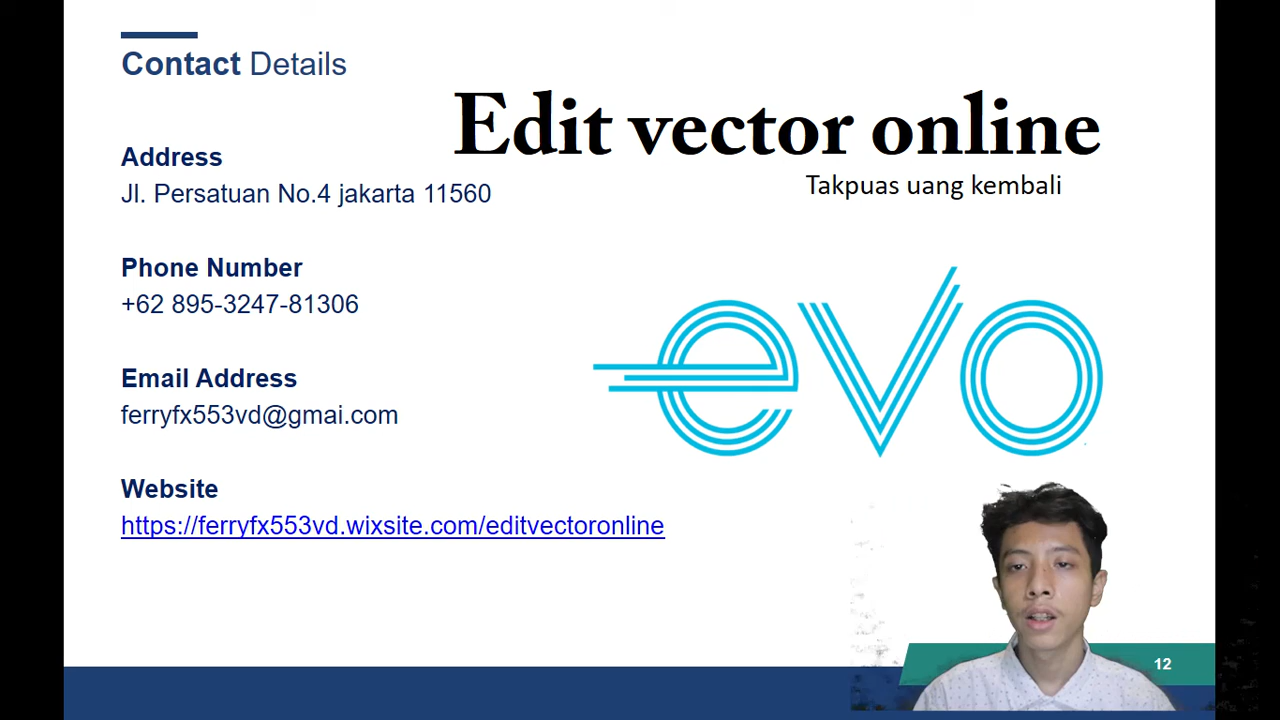 Contact Details
Edit vector online
Takpuas uang kembali
Address
Jl. Persatuan No.4 jakarta 11560
Phone Number
+62 895-3247-81306
Email Address
ferryfx553vd@gmai.com
Website
https://ferryfx553vd.wixsite.com/editvectoronline
evo
12